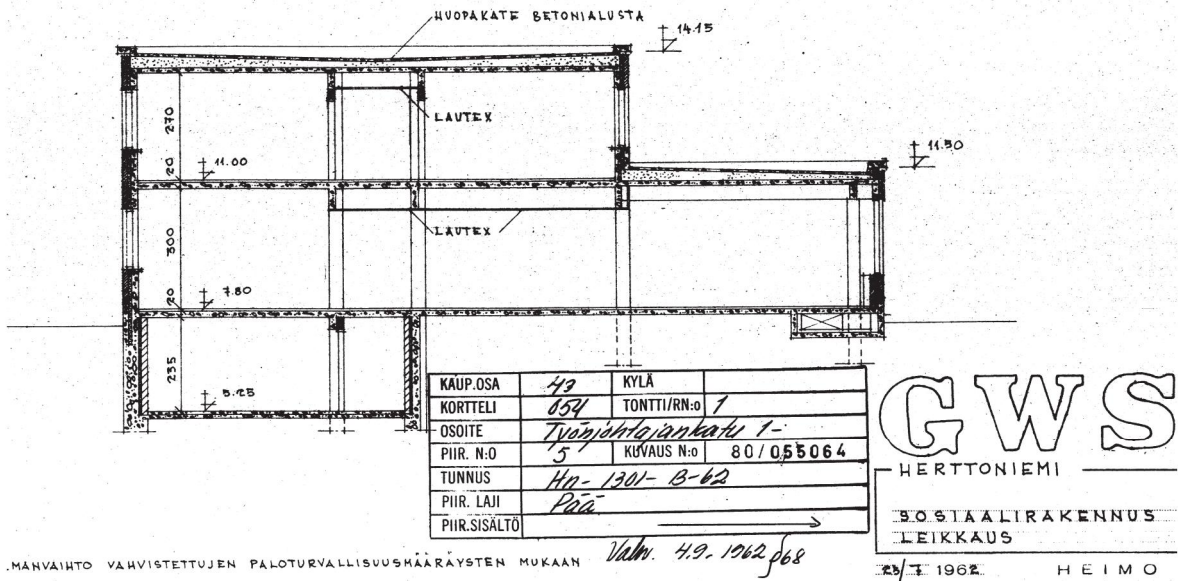 HUOPAKATE BETONIALUSTA
+ 14.15
LAUTEX
270
20
+ 11.00
+ 11.50
LAUTEX
300
20
+ 7.80
235
+ 5.25
KAUP.OSA 43 KYLÄ
KORTTELI 054 TONTTI/RN:o 1
OSOITE Työnjohtajankatu 1-
PIIR. N:O 5 KUVAUS N:o 80/055064
TUNNUS Hn-1301-B-62
PIIR. LAJI Pää
PIIR.SISÄLTÖ
GWS
HERTTONIEMI
SOSIAALIRAKENNUS
LEIKKAUS
23/7 1962 HEIMO
.MANVAIHTO VAHVISTETTUJEN PALOTURVALLISUUSMÄÄRÄYSTEN MUKAAN
Valm. 4.9.1962